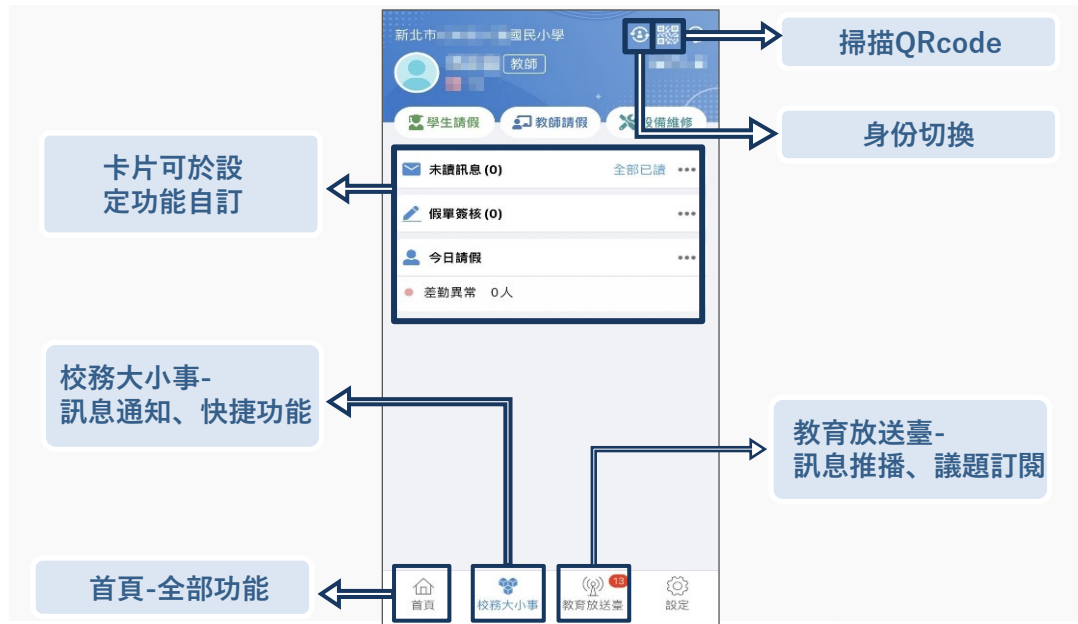 新北市
國民小學
教師
學生請假
教師請假
設備維修
未讀訊息 (0)
全部已讀
假單簽核 (0)
今日請假
差勤異常 0人
首頁
校務大小事
教育放送臺
13
設定
掃描QRcode
身份切換
卡片可於設
定功能自訂
校務大小事-
訊息通知、快捷功能
教育放送臺-
訊息推播、議題訂閱
首頁-全部功能